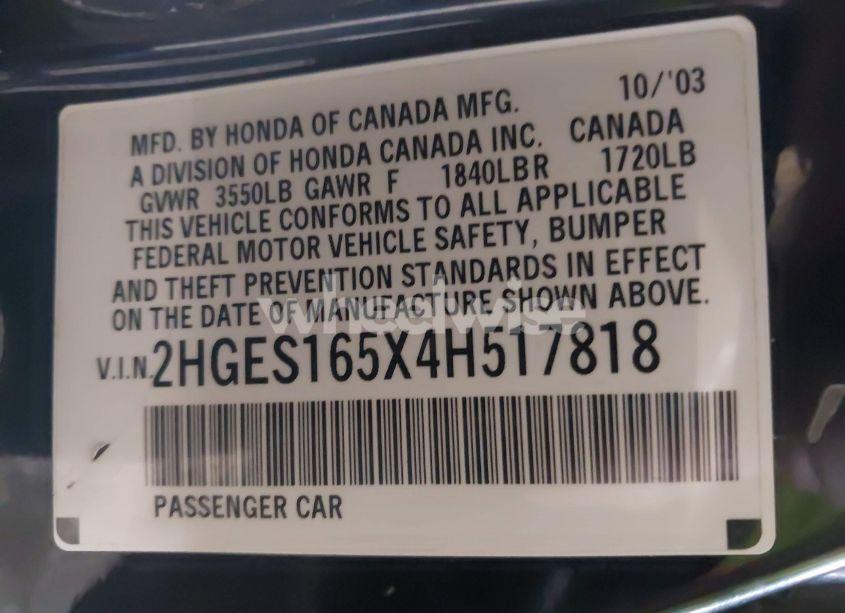 10/'03
MFD. BY HONDA OF CANADA MFG.
A DIVISION OF HONDA CANADA INC. CANADA
GVWR 3550LB GAWR F 1840LBR 1720LB
THIS VEHICLE CONFORMS TO ALL APPLICABLE
FEDERAL MOTOR VEHICLE SAFETY, BUMPER
AND THEFT PREVENTION STANDARDS IN EFFECT
ON THE DATE OF MANUFACTURE SHOWN ABOVE.
wheelwise
V.I.N. 2HGES165X4H517818
PASSENGER CAR